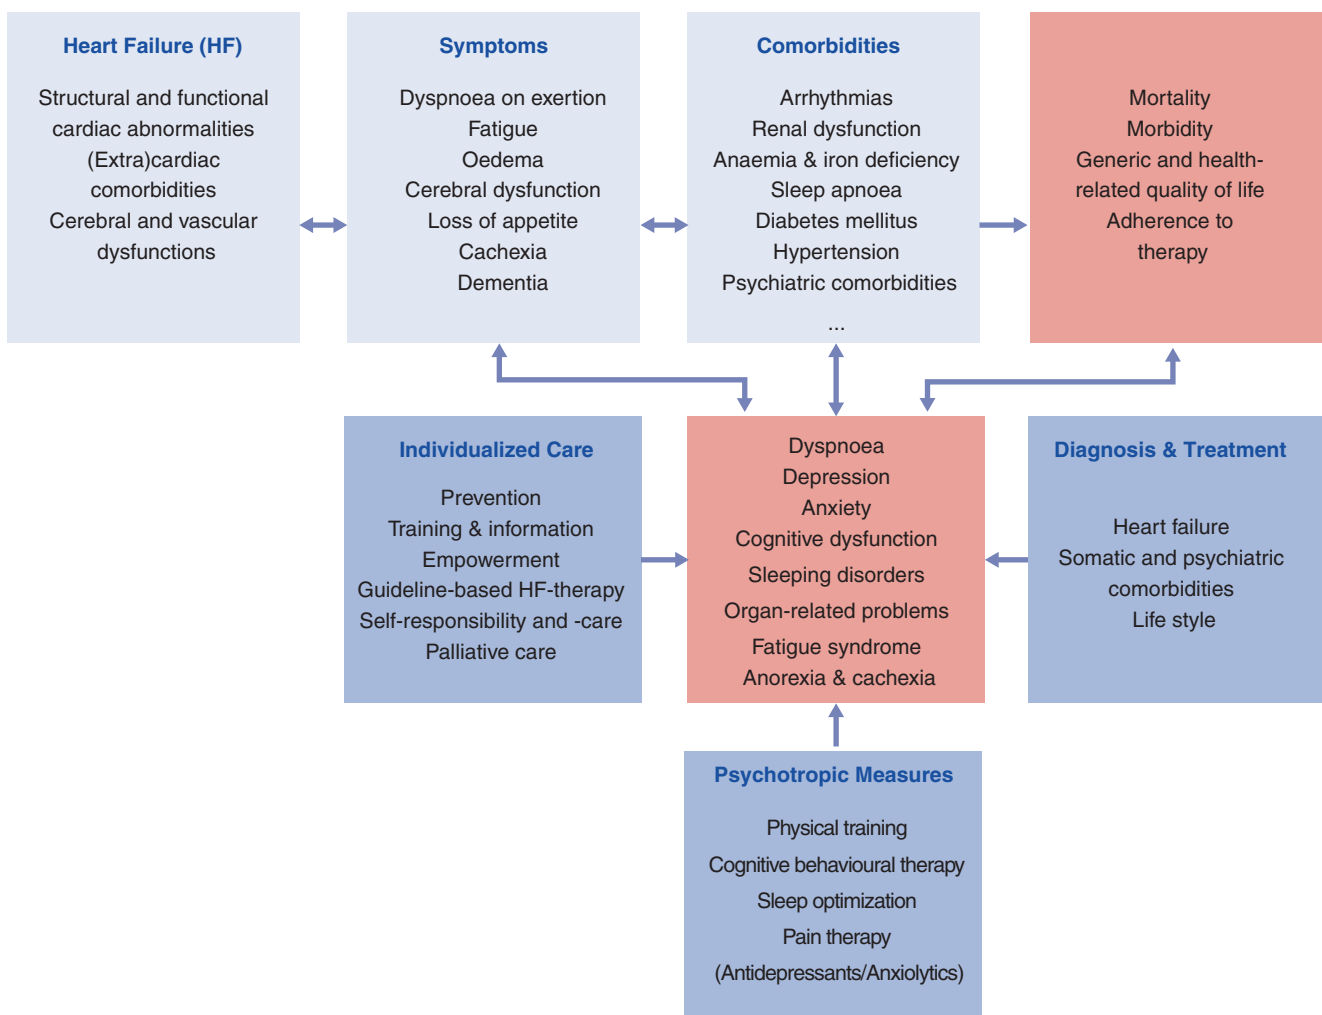 Heart Failure (HF)
Structural and functional
cardiac abnormalities
(Extra)cardiac
comorbidities
Cerebral and vascular
dysfunctions
Symptoms
Dyspnoea on exertion
Fatigue
Oedema
Cerebral dysfunction
Loss of appetite
Cachexia
Dementia
Comorbidities
Arrhythmias
Renal dysfunction
Anaemia & iron deficiency
Sleep apnoea
Diabetes mellitus
Hypertension
Psychiatric comorbidities
...
Mortality
Morbidity
Generic and health-
related quality of life
Adherence to
therapy
Individualized Care
Prevention
Training & information
Empowerment
Guideline-based HF-therapy
Self-responsibility and -care
Palliative care
Dyspnoea
Depression
Anxiety
Cognitive dysfunction
Sleeping disorders
Organ-related problems
Fatigue syndrome
Anorexia & cachexia
Diagnosis & Treatment
Heart failure
Somatic and psychiatric
comorbidities
Life style
Psychotropic Measures
Physical training
Cognitive behavioural therapy
Sleep optimization
Pain therapy
(Antidepressants/Anxiolytics)